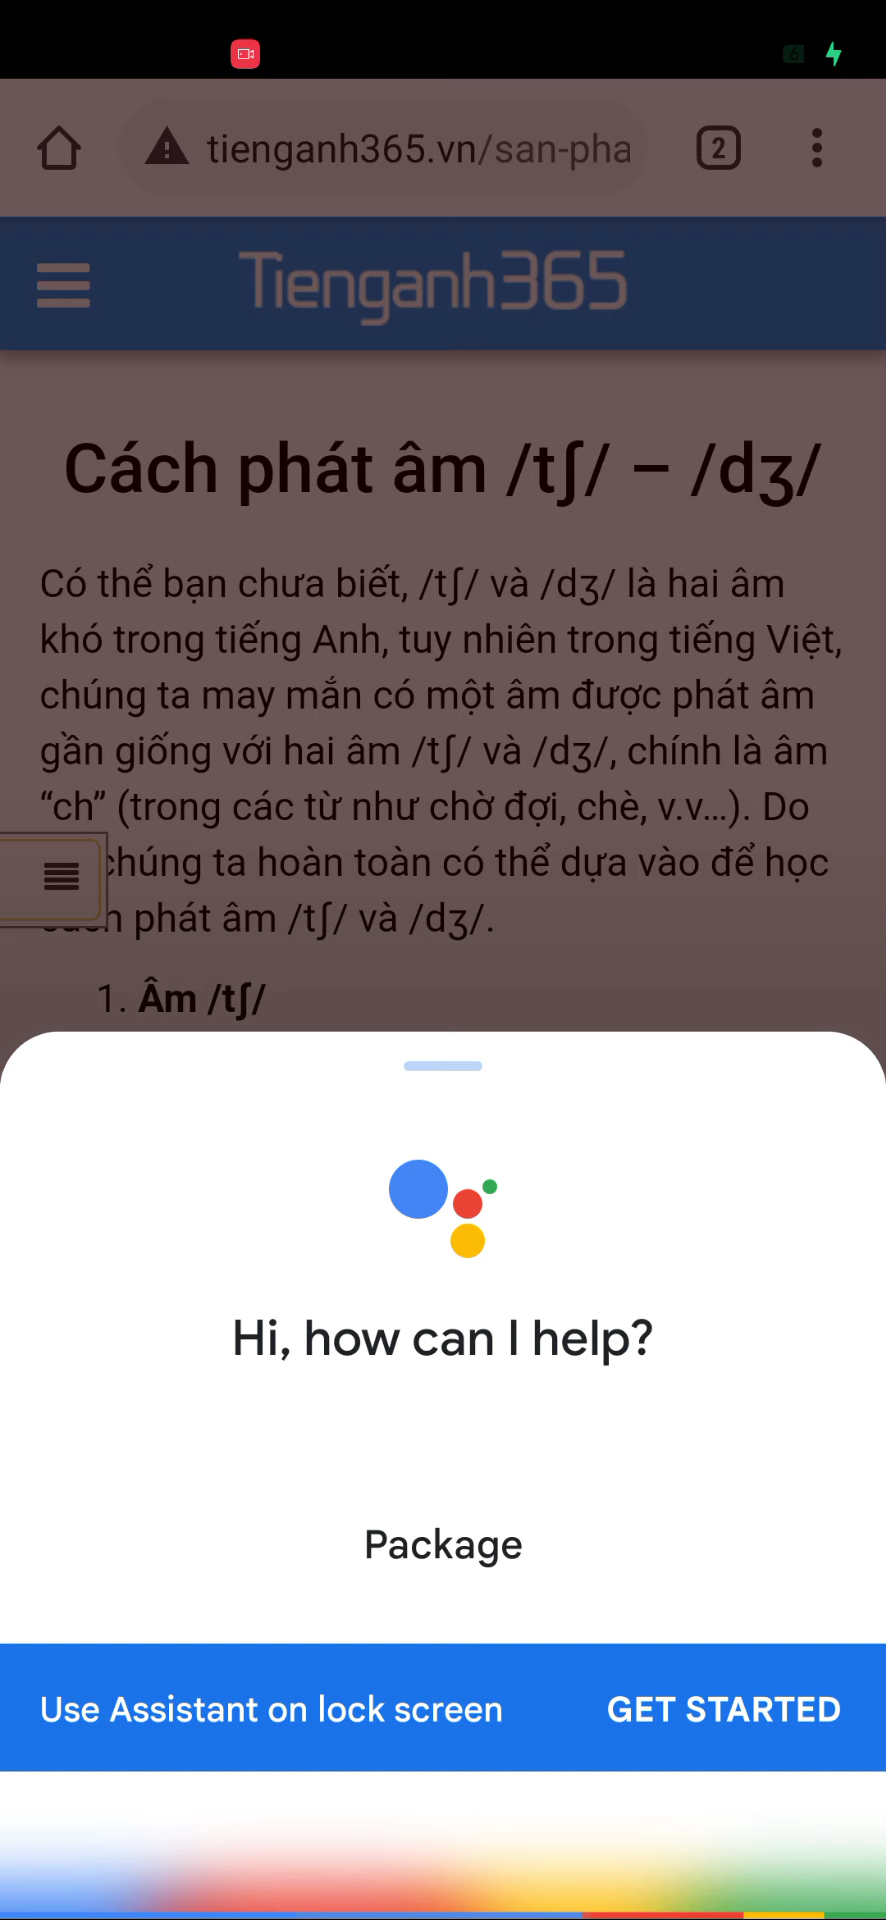 tienganh365.vn/san-pha
2
Tienganh365
Cách phát âm /tʃ/ – /dʒ/
Có thể bạn chưa biết, /tʃ/ và /dʒ/ là hai âm
khó trong tiếng Anh, tuy nhiên trong tiếng Việt,
chúng ta may mắn có một âm được phát âm
gần giống với hai âm /tʃ/ và /dʒ/, chính là âm
“ch” (trong các từ như chờ đợi, chè, v.v...). Do
chúng ta hoàn toàn có thể dựa vào để học
phát âm /tʃ/ và /dʒ/.
1. Âm /tʃ/
Hi, how can I help?
Package
Use Assistant on lock screen
GET STARTED